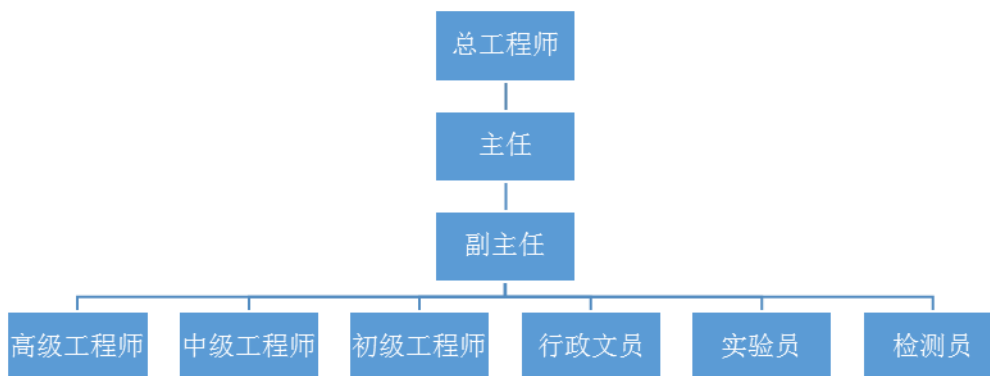 总工程师
主任
副主任
高级工程师
中级工程师
初级工程师
行政文员
实验员
检测员